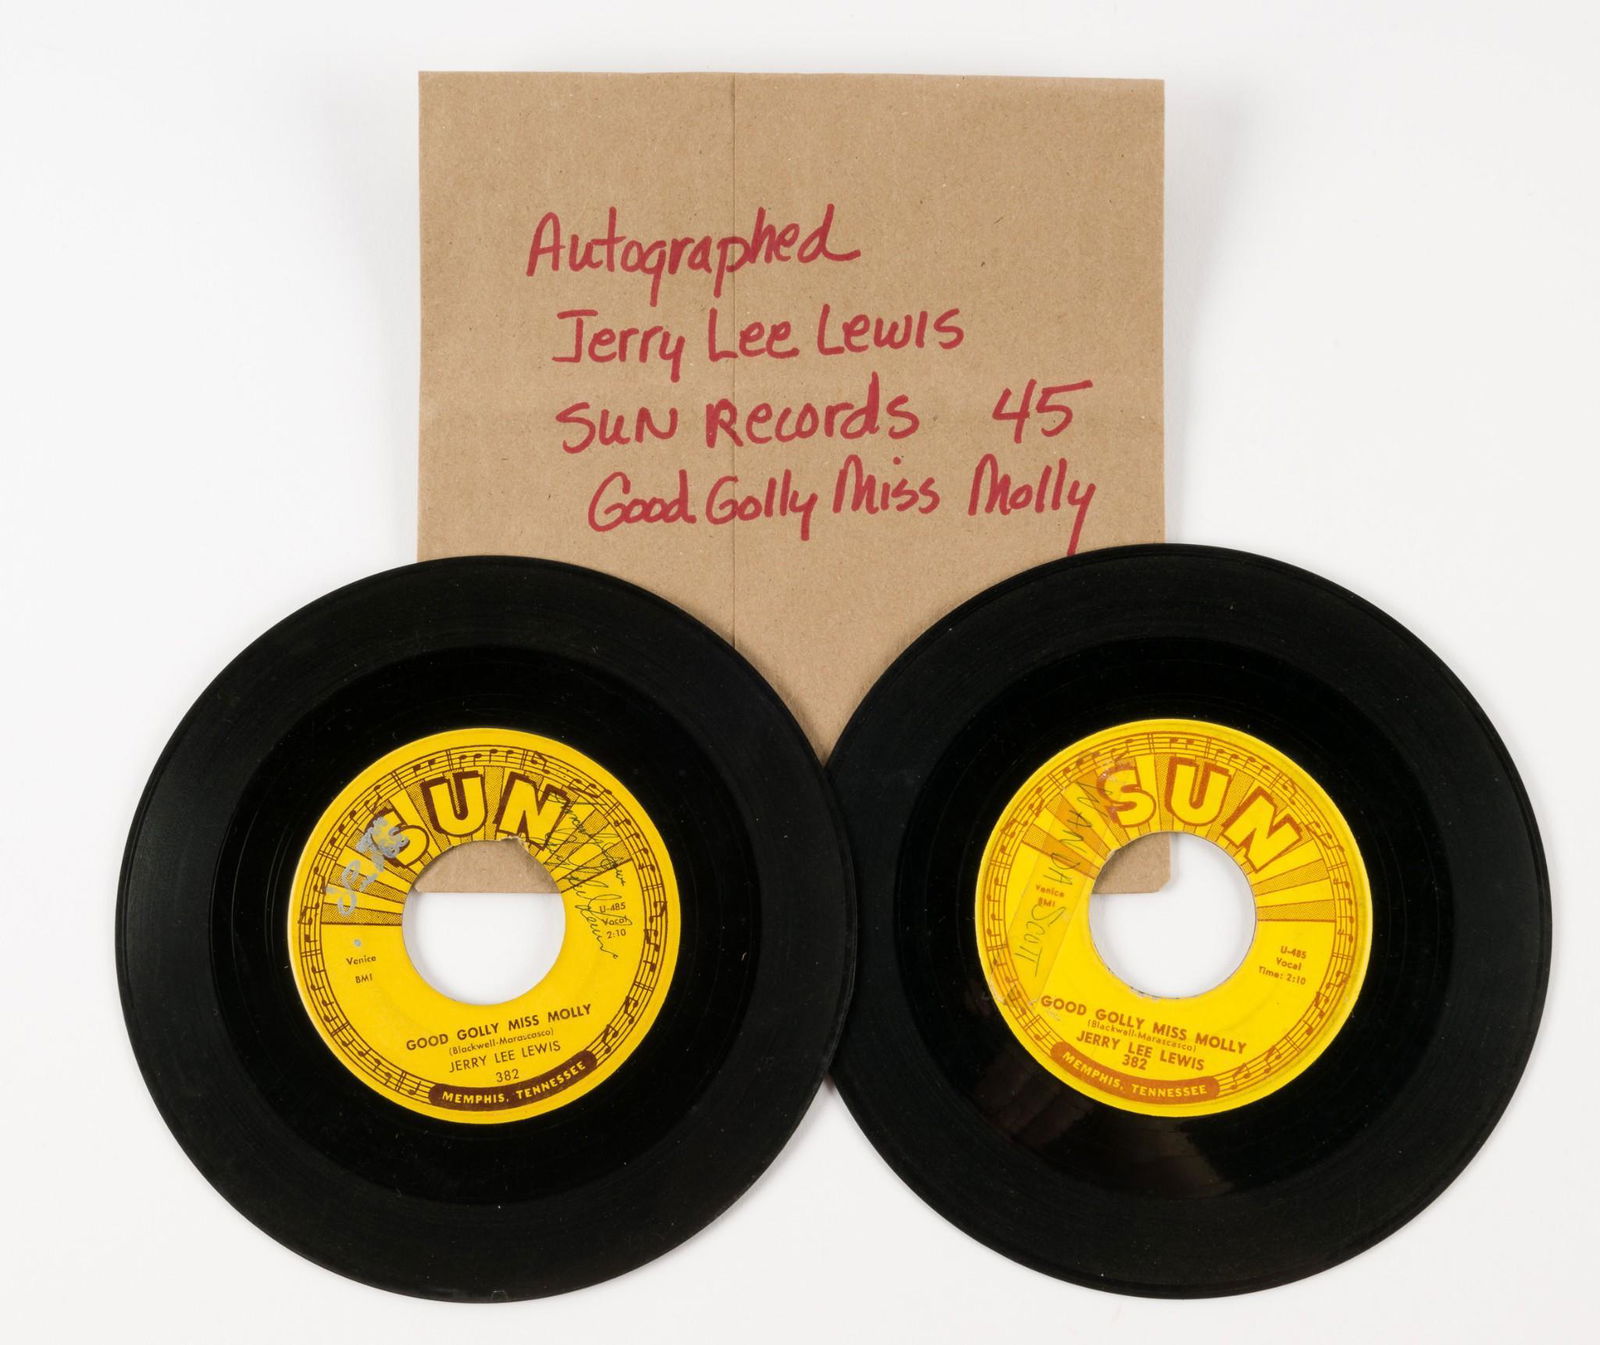 Autographed
Jerry Lee Lewis
SUN Records 45
Good Golly Miss Molly
SUN
U-485
Vocal
2:10
Venice
BMI
GOOD GOLLY MISS MOLLY
(Blackwell-Marascasco)
JERRY LEE LEWIS
382
MEMPHIS, TENNESSEE
SUN
WANDA SCOTT
Venice
BMI
U-485
Vocal
Time: 2:10
GOOD GOLLY MISS MOLLY
(Blackwell-Marascasco)
JERRY LEE LEWIS
382
MEMPHIS, TENNESSEE